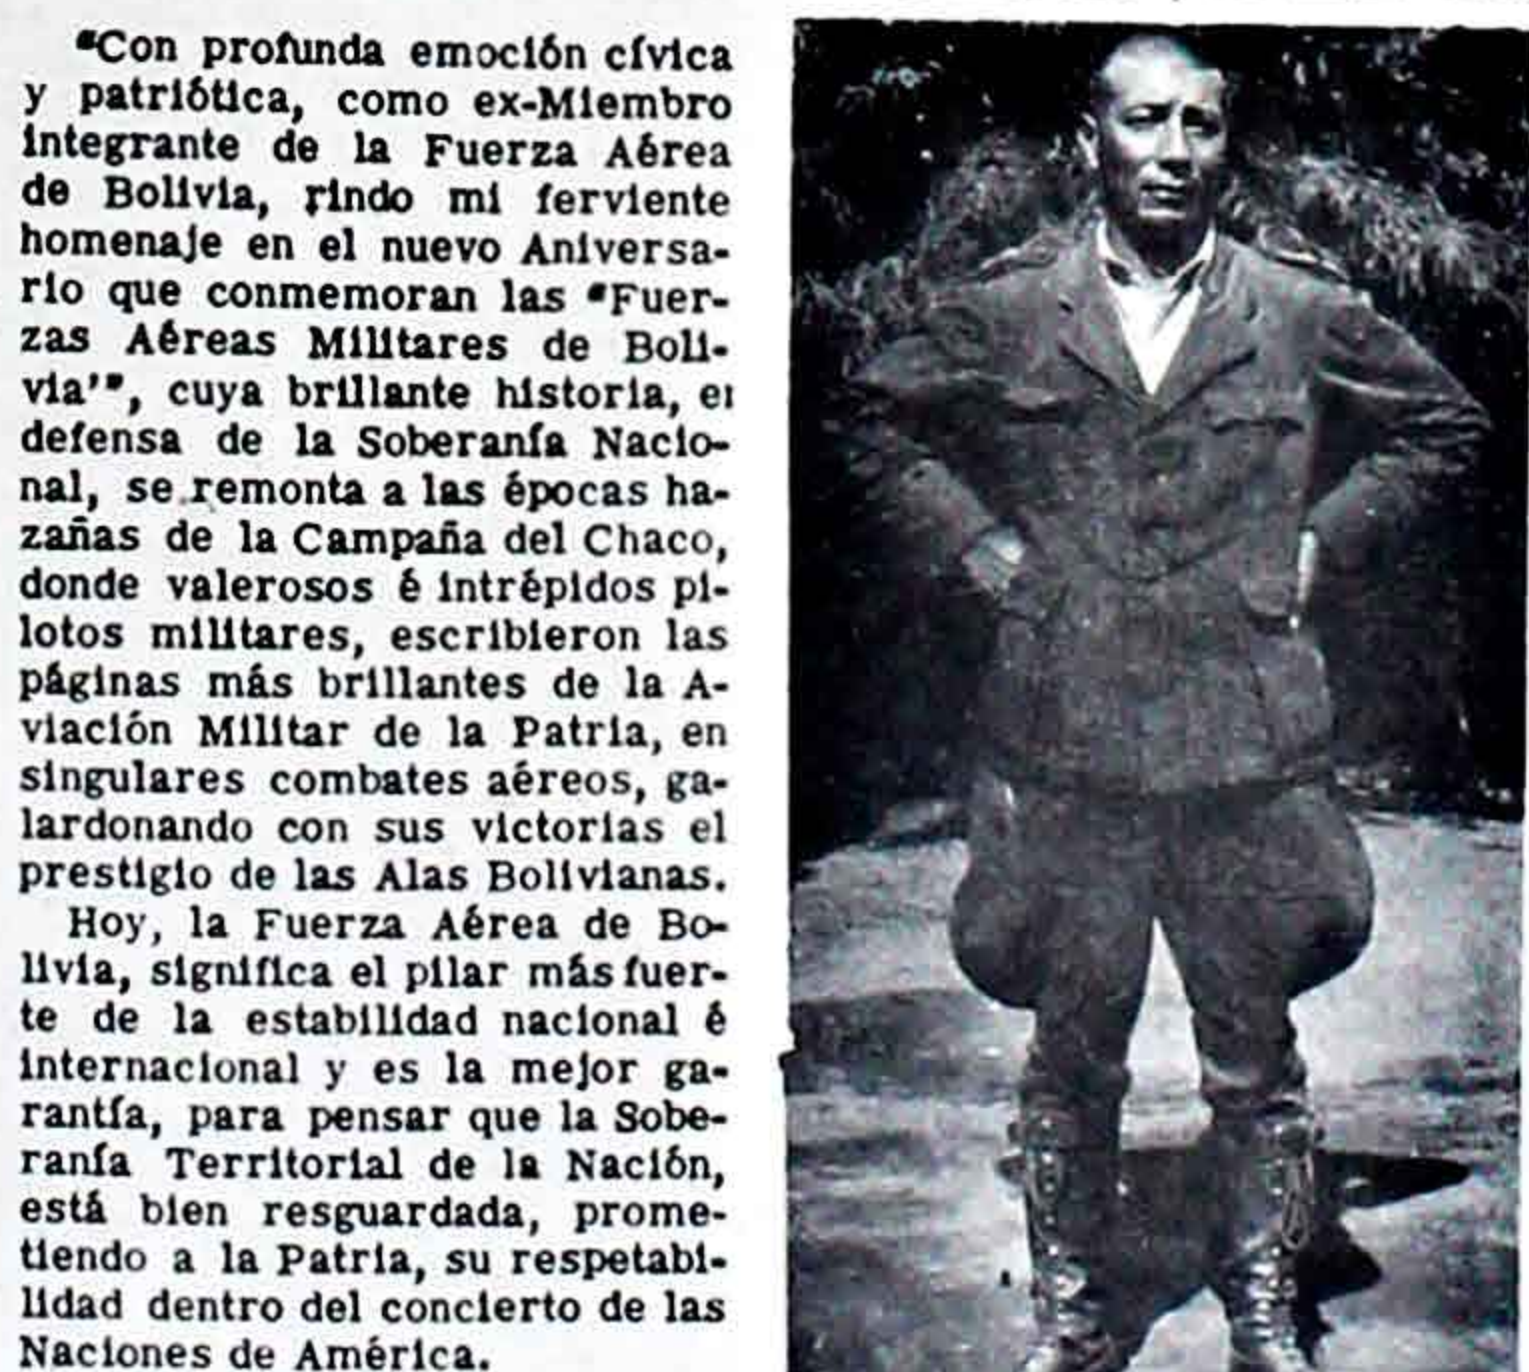 "Con profunda emoción cívica
y patriótica, como ex-Miembro
integrante de la Fuerza Aérea
de Bolivia, rindo mi ferviente
homenaje en el nuevo Aniversa-
rio que conmemoran las "Fuer-
zas Aéreas Militares de Boli-
via'", cuya brillante historia, en
defensa de la Soberanía Nacio-
nal, se remonta a las épocas ha-
zañas de la Campaña del Chaco,
donde valerosos é intrépidos pi-
lotos militares, escribieron las
páginas más brillantes de la A-
viación Militar de la Patria, en
singulares combates aéreos, ga-
lardonando con sus victorias el
prestigio de las Alas Bolivianas.
Hoy, la Fuerza Aérea de Bo-
livia, significa el pilar más fuer-
te de la estabilidad nacional é
internacional y es la mejor ga-
rantía, para pensar que la Sobe-
ranía Territorial de la Nación,
está bien resguardada, prome-
tiendo a la Patria, su respetabi-
lidad dentro del concierto de las
Naciones de América.